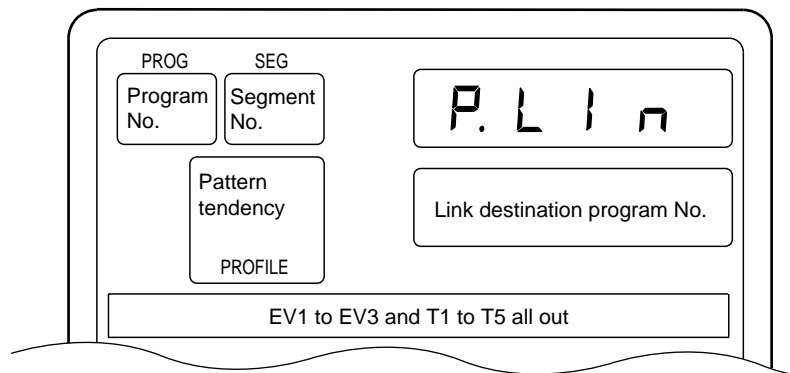 PROG
SEG
Program
No.
Segment
No.
P. L I n
Pattern
tendency
PROFILE
Link destination program No.
EV1 to EV3 and T1 to T5 all out